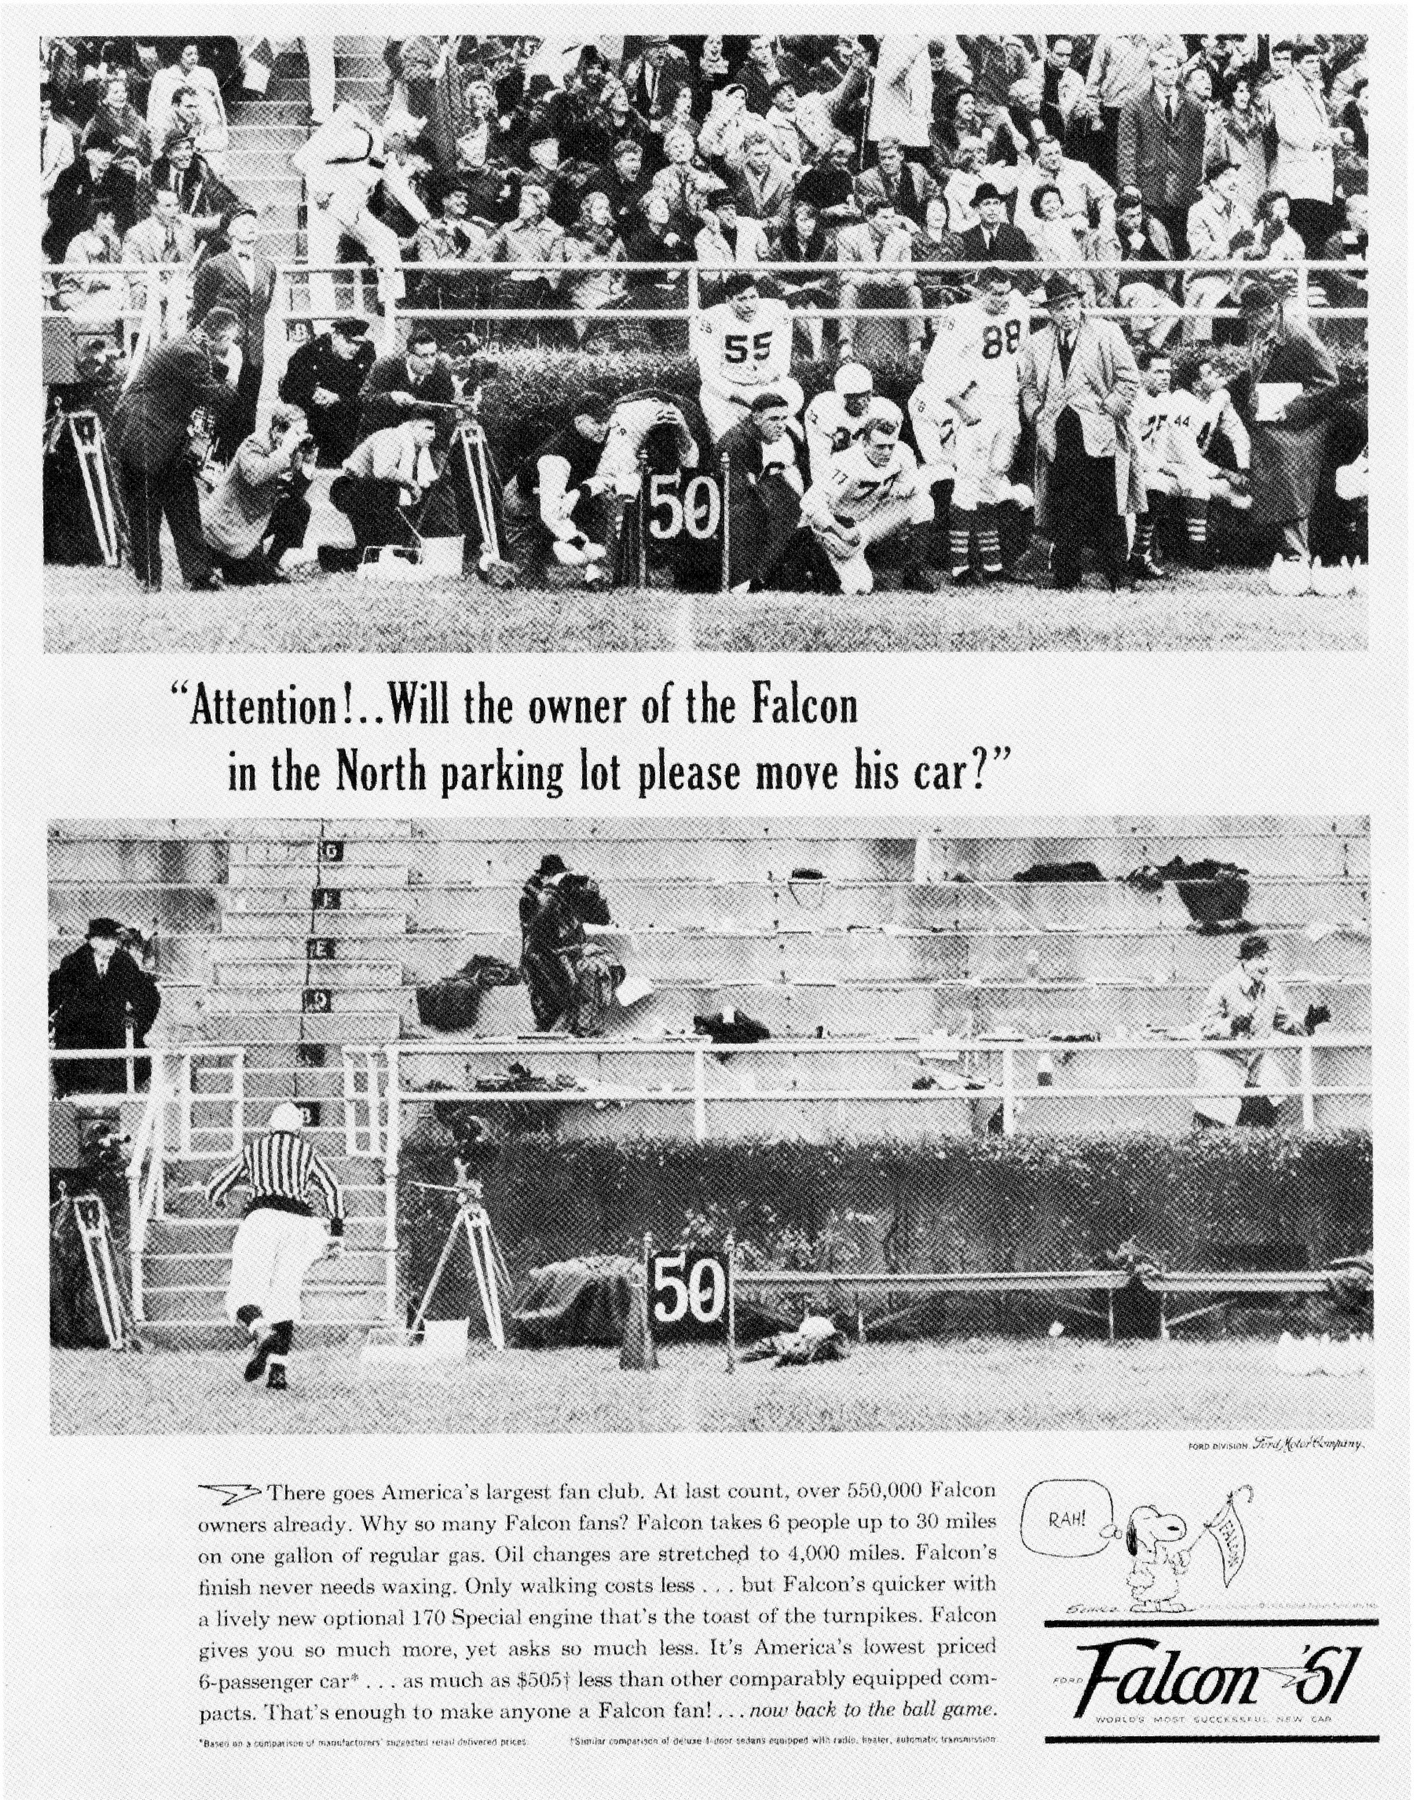 55
88
44
77
50
“Attention!..Will the owner of the Falcon
in the North parking lot please move his car?”
G
F
E
D
B
50
FORD DIVISION Ford Motor Company,
There goes America’s largest fan club. At last count, over 550,000 Falcon
owners already. Why so many Falcon fans? Falcon takes 6 people up to 30 miles
on one gallon of regular gas. Oil changes are stretched to 4,000 miles. Falcon’s
finish never needs waxing. Only walking costs less . . . but Falcon’s quicker with
a lively new optional 170 Special engine that’s the toast of the turnpikes. Falcon
gives you so much more, yet asks so much less. It’s America’s lowest priced
6-passenger car* . . . as much as $505† less than other comparably equipped com-
pacts. That’s enough to make anyone a Falcon fan! . . . now back to the ball game.
*Based on a comparison of manufacturers’ suggested retail delivered prices.
†Similar comparison of deluxe 4-door sedans equipped with radio, heater, automatic transmission
RAH!
FALCON
FORD Falcon ’61
WORLD’S MOST SUCCESSFUL NEW CAR